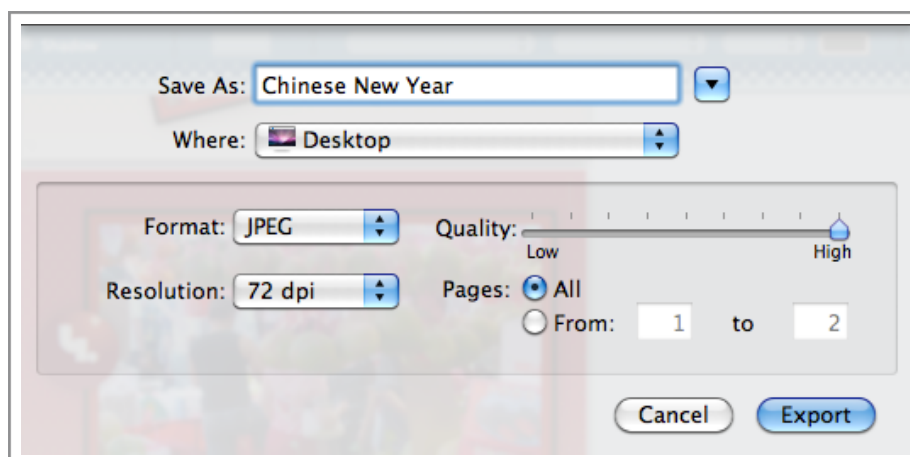 Save As: Chinese New Year
Where: Desktop
Format: JPEG
Quality:
Low High
Resolution: 72 dpi
Pages: All
From: 1 to 2
Cancel Export